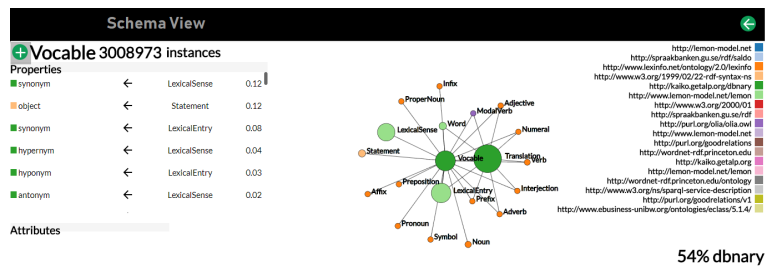 Schema View
Vocable 3008973 instances
Properties
synonym ← LexicalSense 0.12
object ← Statement 0.12
synonym ← LexicalEntry 0.08
hypernym ← LexicalSense 0.04
hyponym ← LexicalEntry 0.03
antonym ← LexicalSense 0.02
Attributes
Infix
ProperNoun
ModalVerb
Adjective
Word
LexicalSense
Numeral
Statement
Vocable
Translation
Verb
Preposition
Affix
LexicalEntry
Interjection
Prefix
Adverb
Pronoun
Symbol
Noun
http://lemon-model.net
http://spraakbanken.gu.se/rdf/saldo
http://www.lexinfo.net/ontology/2.0/lexinfo
http://www.w3.org/1999/02/22-rdf-syntax-ns
http://kaiko.getalp.org/dbnary
http://www.lemon-model.net/lemon
http://www.w3.org/2000/01
http://spraakbanken.gu.se/rdf
http://purl.org/olia/olia.owl
http://www.lemon-model.net
http://purl.org/goodrelations
http://wordnet-rdf.princeton.edu
http://kaiko.getalp.org
http://lemon-model.net/lemon
http://wordnet-rdf.princeton.edu/ontology
http://www.w3.org/ns/sparql-service-description
http://purl.org/goodrelations/v1
http://www.ebusiness-unibw.org/ontologies/eclass/5.1.4/
54% dbnary